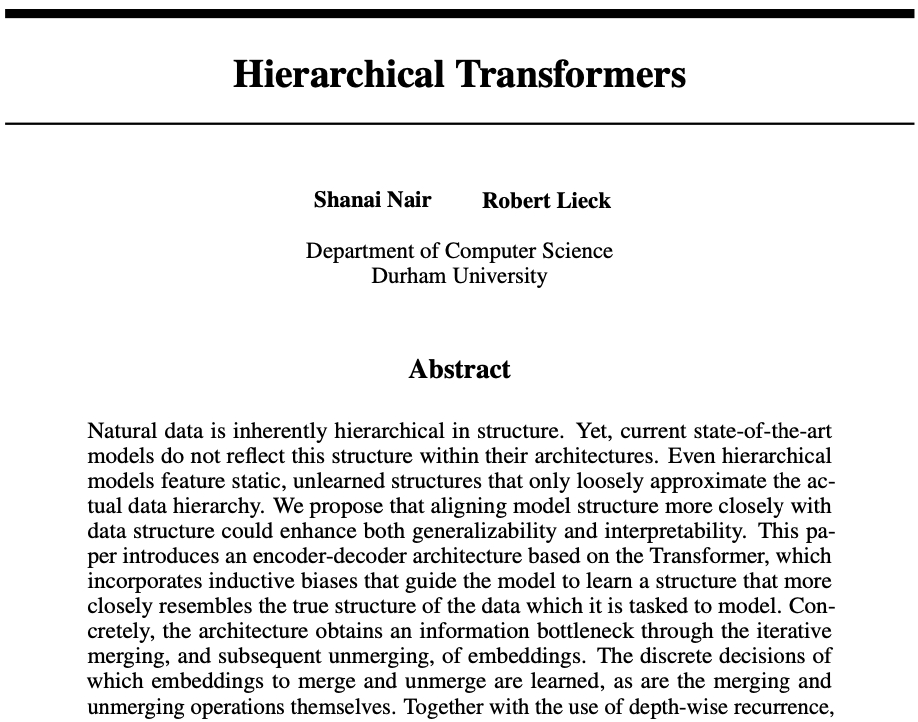 Hierarchical Transformers
Shanai Nair Robert Lieck
Department of Computer Science
Durham University
Abstract
Natural data is inherently hierarchical in structure. Yet, current state-of-the-art
models do not reflect this structure within their architectures. Even hierarchical
models feature static, unlearned structures that only loosely approximate the ac-
tual data hierarchy. We propose that aligning model structure more closely with
data structure could enhance both generalizability and interpretability. This pa-
per introduces an encoder-decoder architecture based on the Transformer, which
incorporates inductive biases that guide the model to learn a structure that more
closely resembles the true structure of the data which it is tasked to model. Con-
cretely, the architecture obtains an information bottleneck through the iterative
merging, and subsequent unmerging, of embeddings. The discrete decisions of
which embeddings to merge and unmerge are learned, as are the merging and
unmerging operations themselves. Together with the use of depth-wise recurrence,